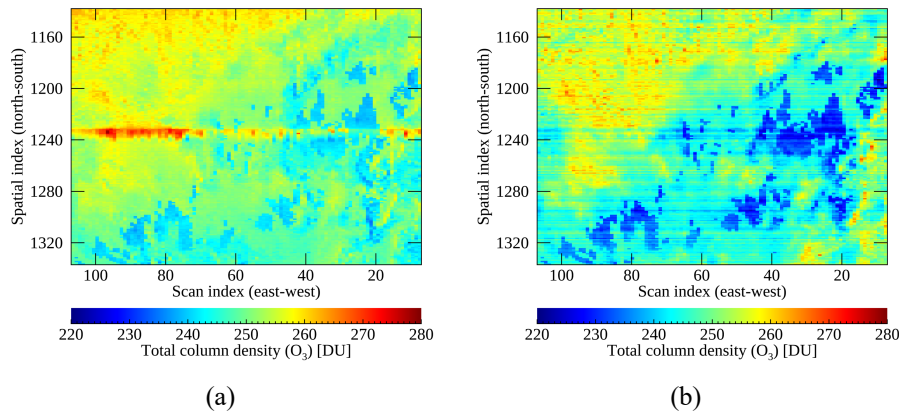 1160
1200
1240
1280
1320
Spatial index (north-south)
100 80 60 40 20
Scan index (east-west)
220 230 240 250 260 270 280
Total column density (O₃) [DU]
(a)
1160
1200
1240
1280
1320
Spatial index (north-south)
100 80 60 40 20
Scan index (east-west)
220 230 240 250 260 270 280
Total column density (O₃) [DU]
(b)